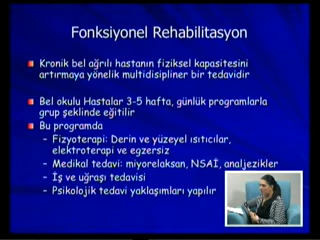 Fonksiyonel Rehabilitasyon
Kronik bel ağrılı hastanın fiziksel kapasitesini
artırmaya yönelik multidisipliner bir tedavidir
Bel okulu Hastalar 3-5 hafta, günlük programlarla
grup şeklinde eğitilir
Bu programda
– Fizyoterapi: Derin ve yüzeyel ısıtıcılar,
elektroterapi ve egzersiz
– Medikal tedavi: miyorelaksan, NSAİ, analjezikler
– İş ve uğraşı tedavisi
– Psikolojik tedavi yaklaşımları yapılır